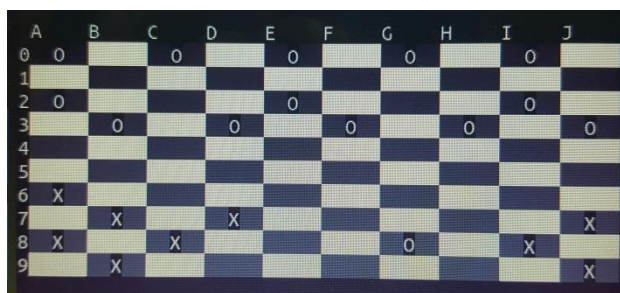 A B C D E F G H I J
0 O O O O O
1
2 O O O
3 O O O O O
4
5
6 X
7 X X X
8 X X O X
9 X X